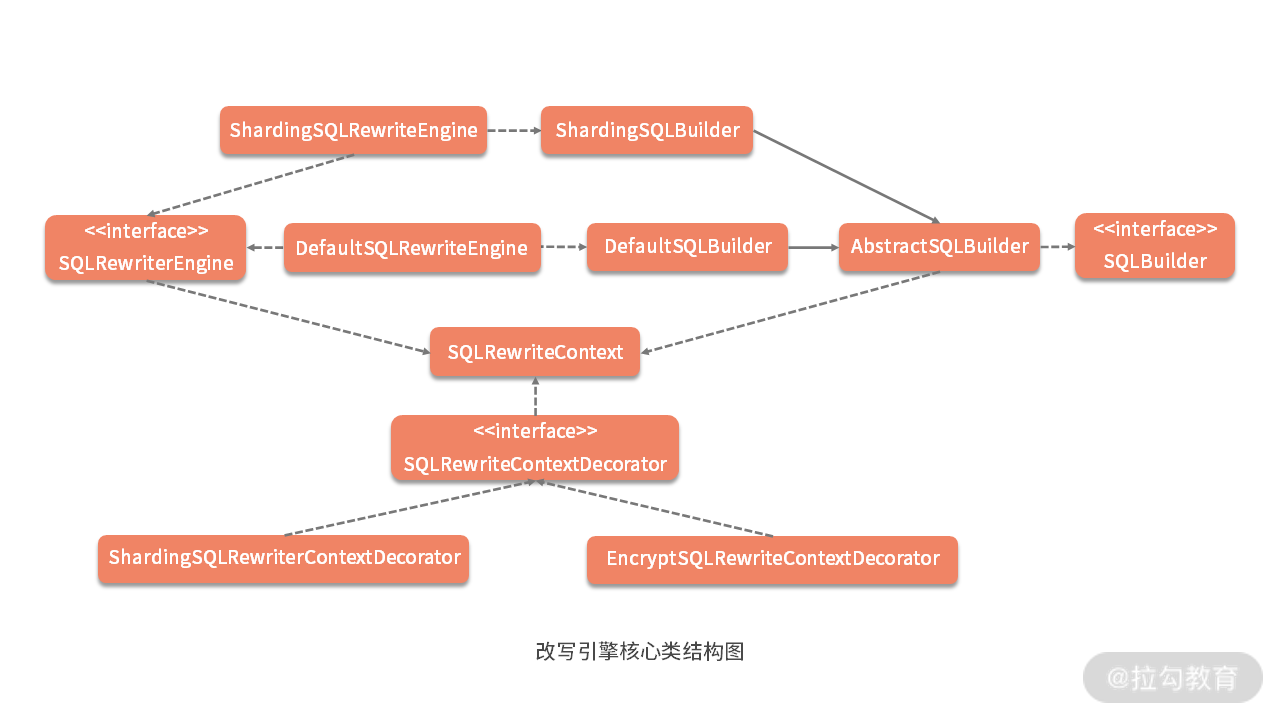 ShardingSQLRewriteEngine
ShardingSQLBuilder
<<interface>>
SQLRewriterEngine
DefaultSQLRewriteEngine
DefaultSQLBuilder
AbstractSQLBuilder
<<interface>>
SQLBuilder
SQLRewriteContext
<<interface>>
SQLRewriteContextDecorator
ShardingSQLRewriterContextDecorator
EncryptSQLRewriteContextDecorator
改写引擎核心类结构图
@拉勾教育